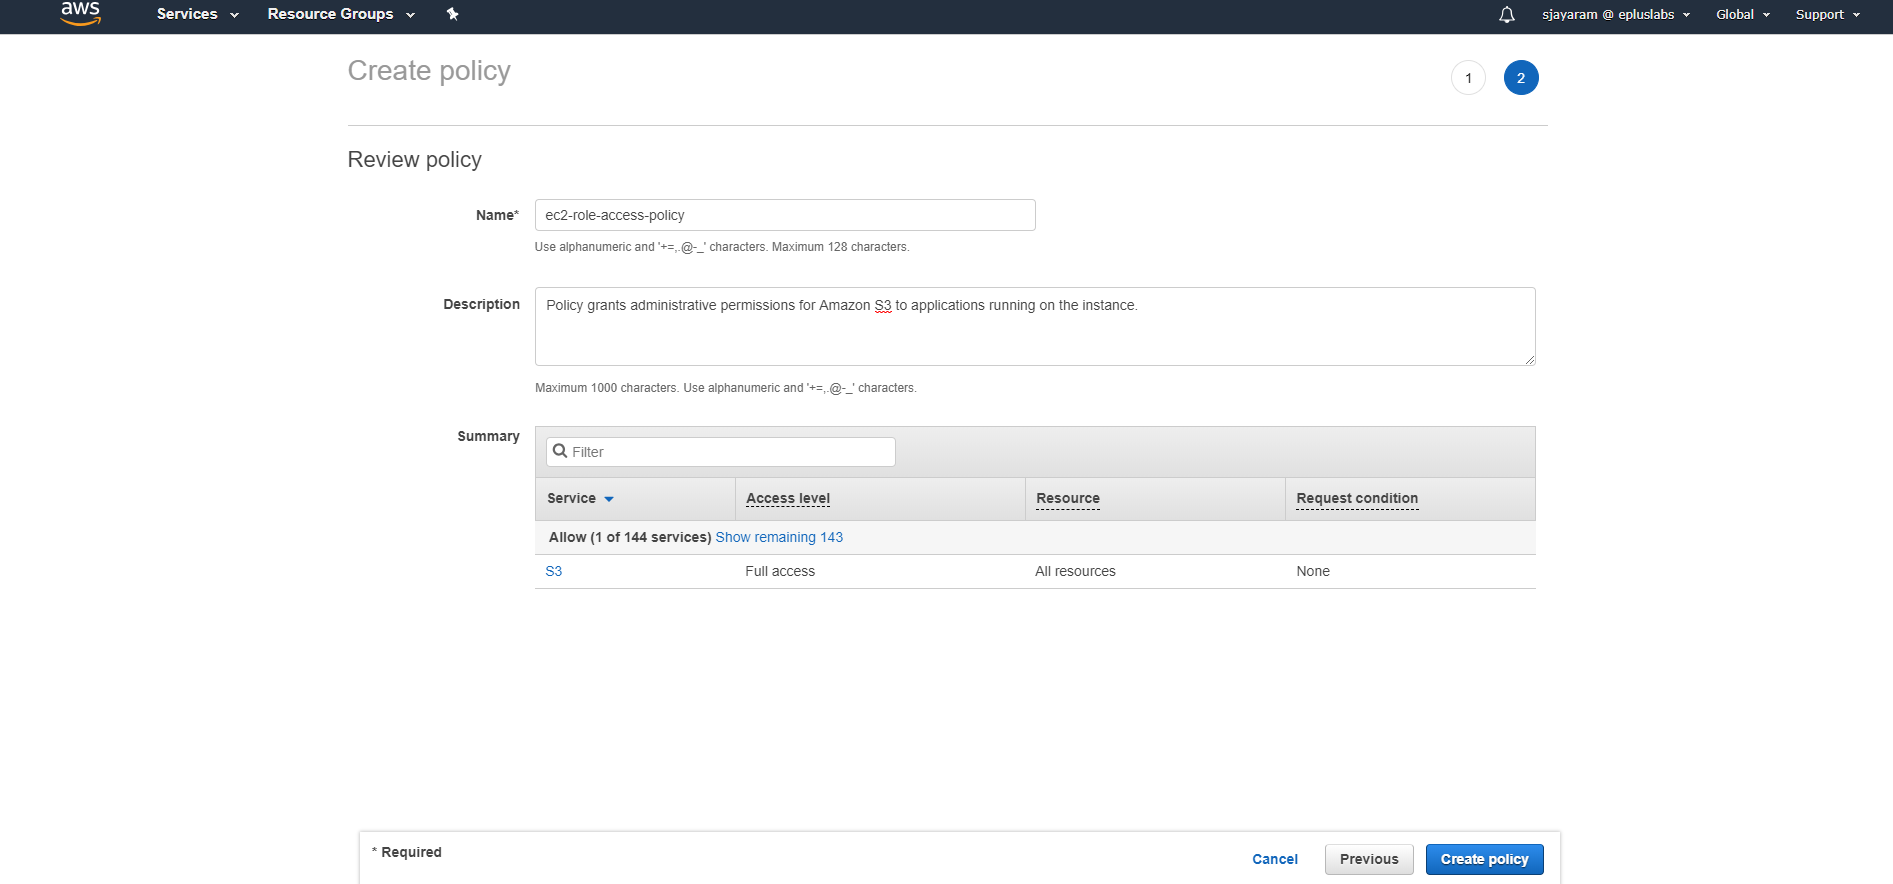 aws Services Resource Groups sjayaram @ epluslabs Global Support
Create policy 1 2
Review policy
Name* ec2-role-access-policy
Use alphanumeric and '+=,.@-_' characters. Maximum 128 characters.
Description Policy grants administrative permissions for Amazon S3 to applications running on the instance.
Maximum 1000 characters. Use alphanumeric and '+=,.@-_' characters.
Summary
Filter
Service Access level Resource Request condition
Allow (1 of 144 services) Show remaining 143
S3 Full access All resources None
* Required Cancel Previous Create policy